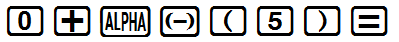 0 + ALPHA (-) ( 5 ) =